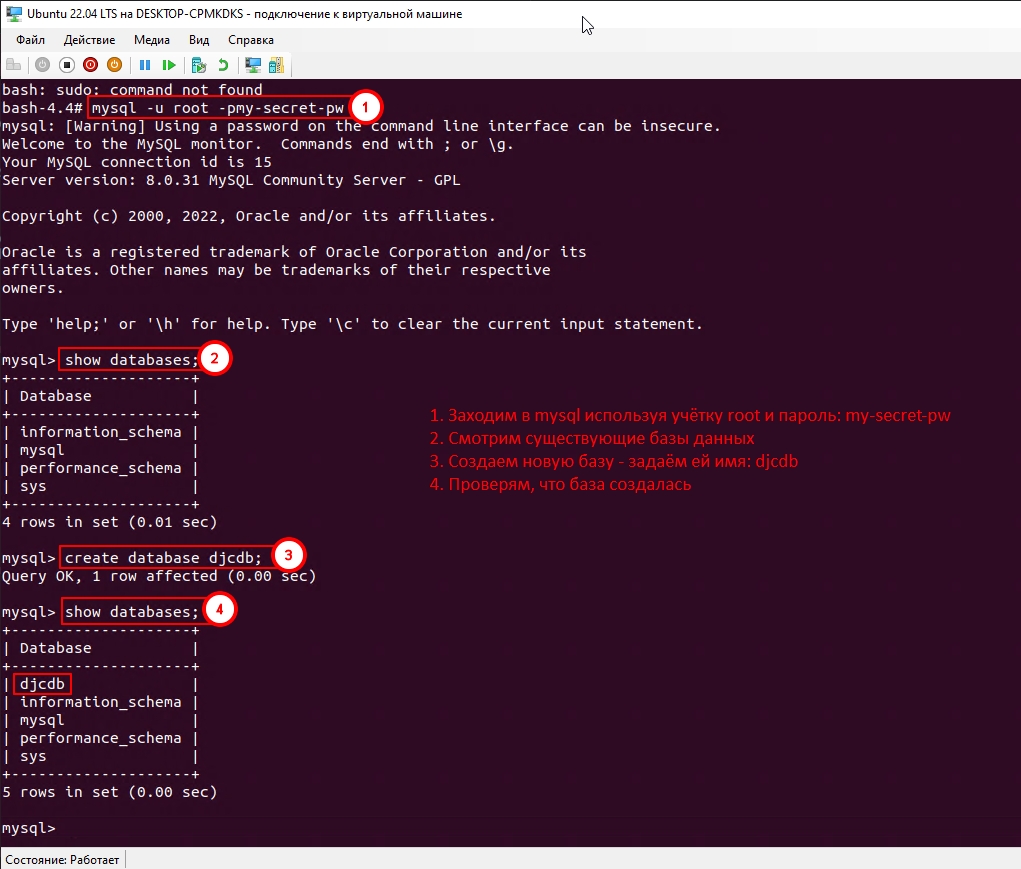 Ubuntu 22.04 LTS на DESKTOP-CPMKDKS - подключение к виртуальной машине
Файл Действие Медиа Вид Справка
bash: sudo: command not found
bash-4.4# mysql -u root -pmy-secret-pw 1
mysql: [Warning] Using a password on the command line interface can be insecure.
Welcome to the MySQL monitor.  Commands end with ; or \g.
Your MySQL connection id is 15
Server version: 8.0.31 MySQL Community Server - GPL
Copyright (c) 2000, 2022, Oracle and/or its affiliates.
Oracle is a registered trademark of Oracle Corporation and/or its
affiliates. Other names may be trademarks of their respective
owners.
Type 'help;' or '\h' for help. Type '\c' to clear the current input statement.
mysql> show databases; 2
+--------------------+
| Database           |
+--------------------+
| information_schema |
| mysql              |
| performance_schema |
| sys                |
+--------------------+
4 rows in set (0.01 sec)
1. Заходим в mysql используя учётку root и пароль: my-secret-pw
2. Смотрим существующие базы данных
3. Создаем новую базу - задаём ей имя: djcdb
4. Проверям, что база создалась
mysql> create database djcdb; 3
Query OK, 1 row affected (0.00 sec)
mysql> show databases; 4
+--------------------+
| Database           |
+--------------------+
| djcdb              |
| information_schema |
| mysql              |
| performance_schema |
| sys                |
+--------------------+
5 rows in set (0.00 sec)
mysql>
Состояние: Работает